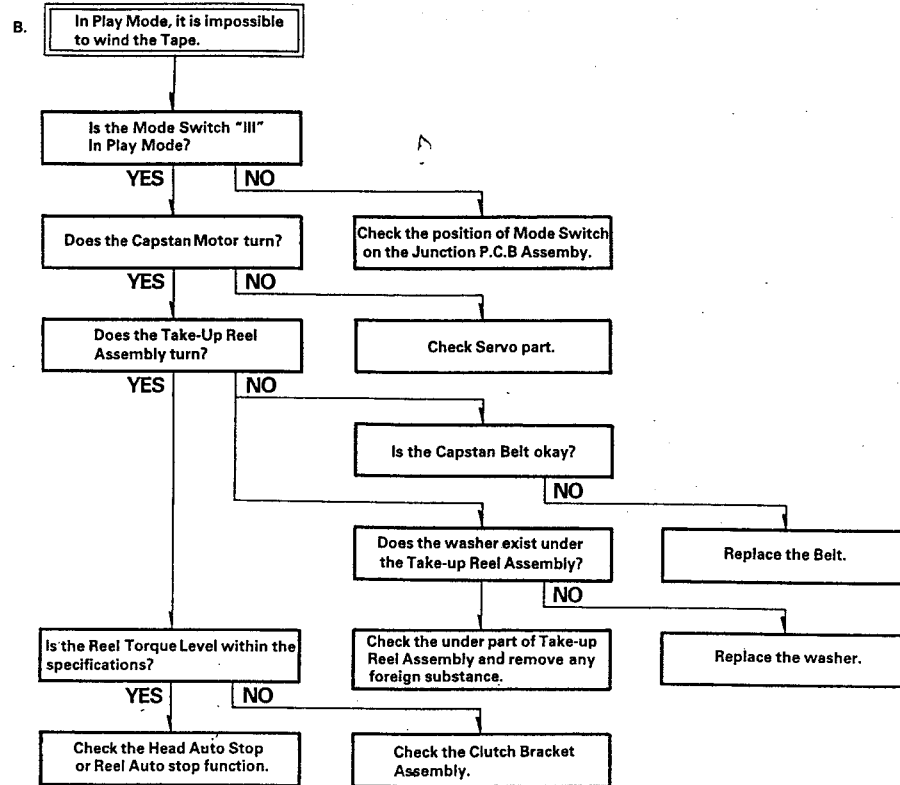 B.
In Play Mode, it is impossible
to wind the Tape.
Is the Mode Switch "III"
In Play Mode?
YES
NO
Does the Capstan Motor turn?
Check the position of Mode Switch
on the Junction P.C.B Assemby.
YES
NO
Does the Take-Up Reel
Assembly turn?
Check Servo part.
YES
NO
Is the Capstan Belt okay?
NO
Does the washer exist under
the Take-up Reel Assembly?
Replace the Belt.
NO
Is the Reel Torque Level within the
specifications?
Check the under part of Take-up
Reel Assembly and remove any
foreign substance.
Replace the washer.
YES
NO
Check the Head Auto Stop
or Reel Auto stop function.
Check the Clutch Bracket
Assembly.